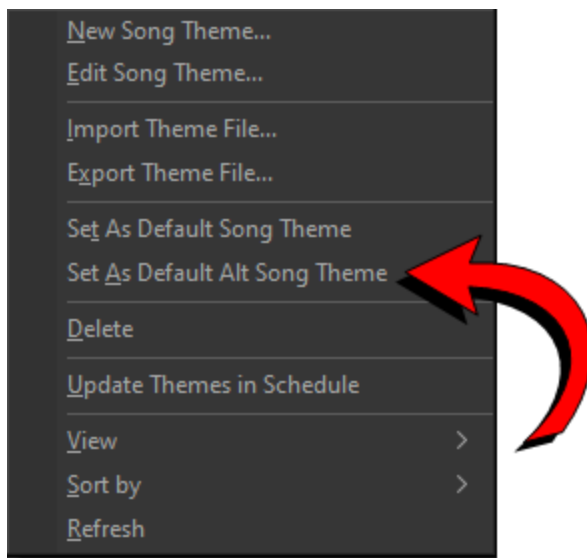 New Song Theme...
Edit Song Theme...
Import Theme File...
Export Theme File...
Set As Default Song Theme
Set As Default Alt Song Theme
Delete
Update Themes in Schedule
View
Sort by
Refresh